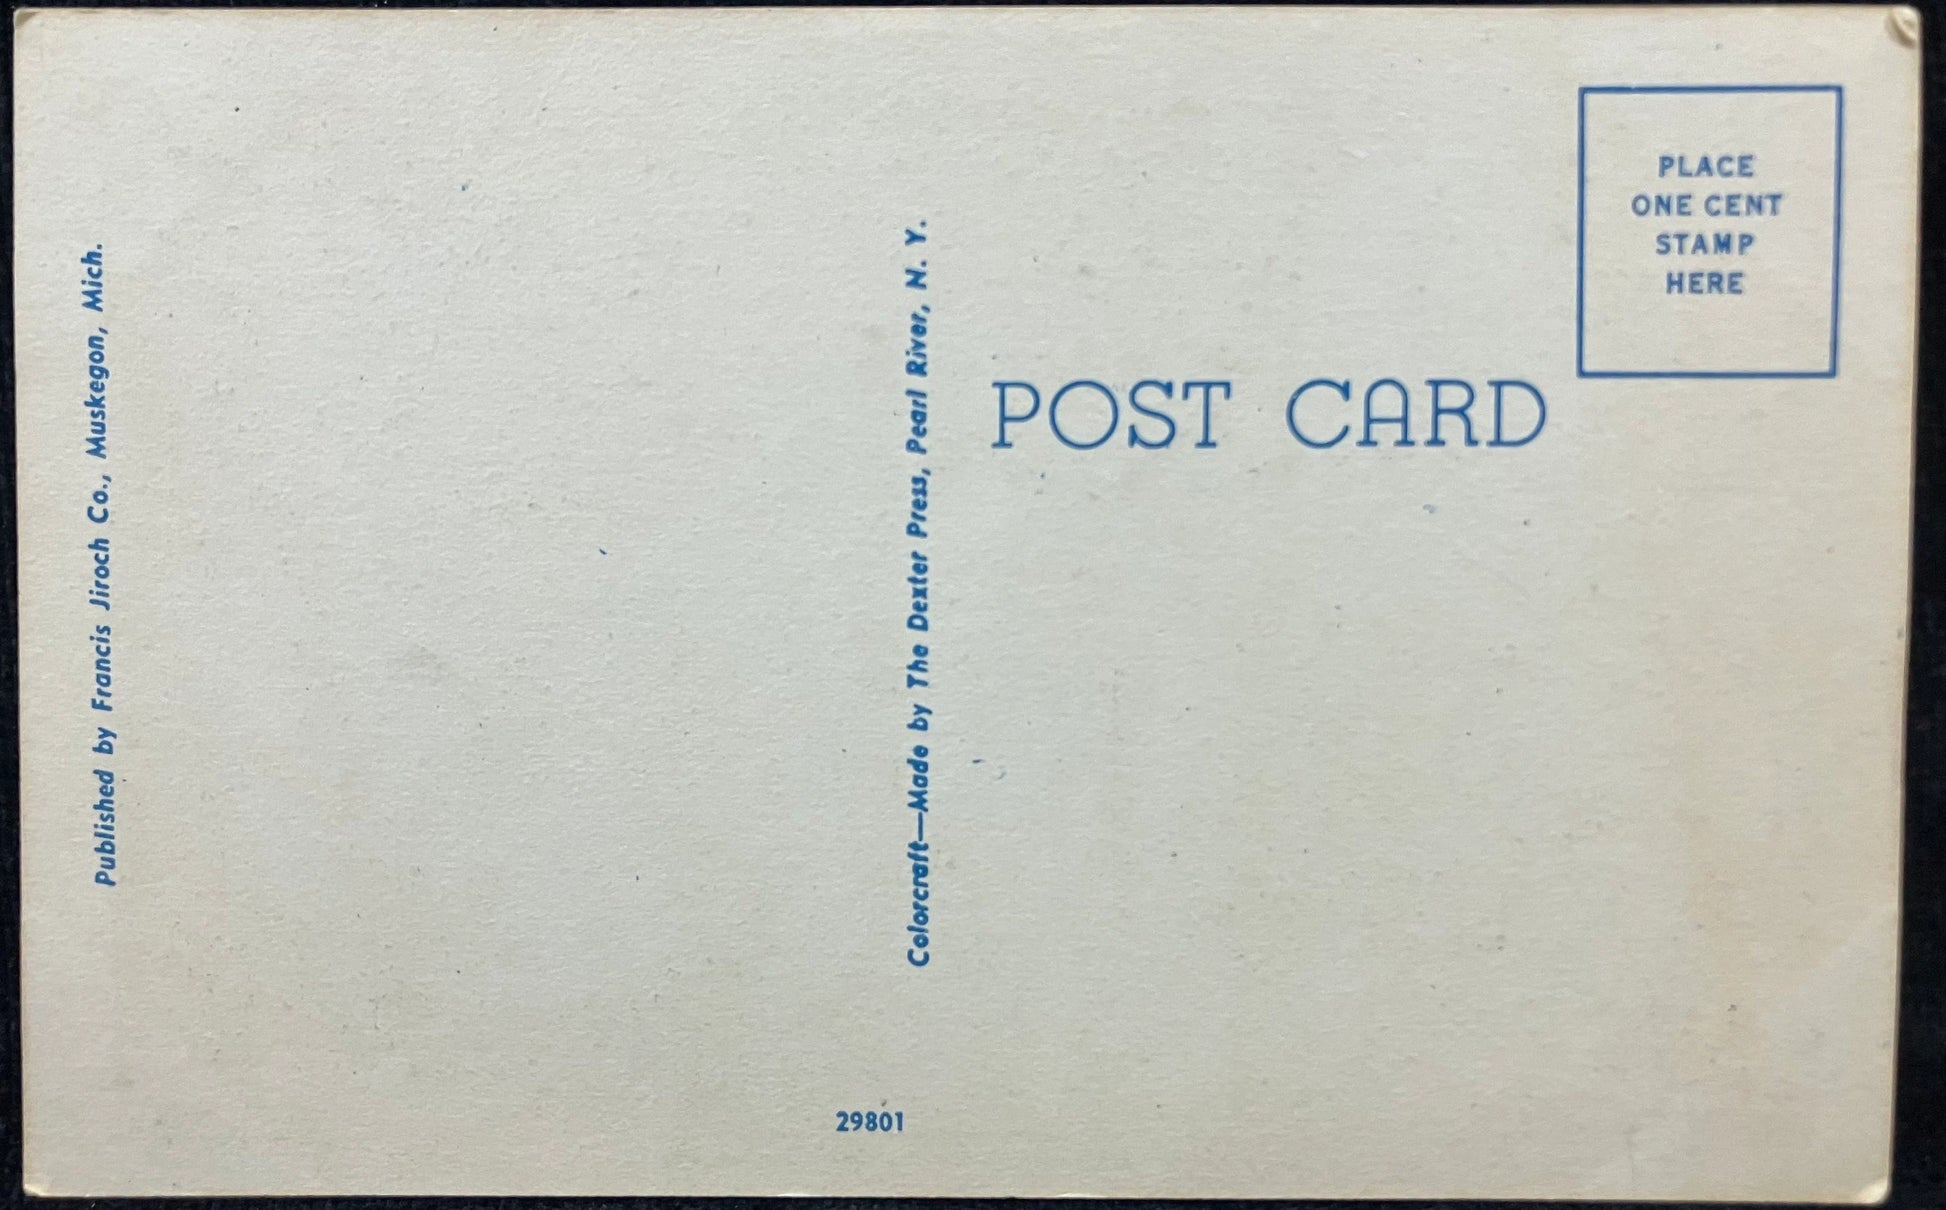 Published by Francis Jiroch Co., Muskegon, Mich.
Colorcraft—Made by The Dexter Press, Pearl River, N. Y.
PLACE
ONE CENT
STAMP
HERE
POST CARD
29801